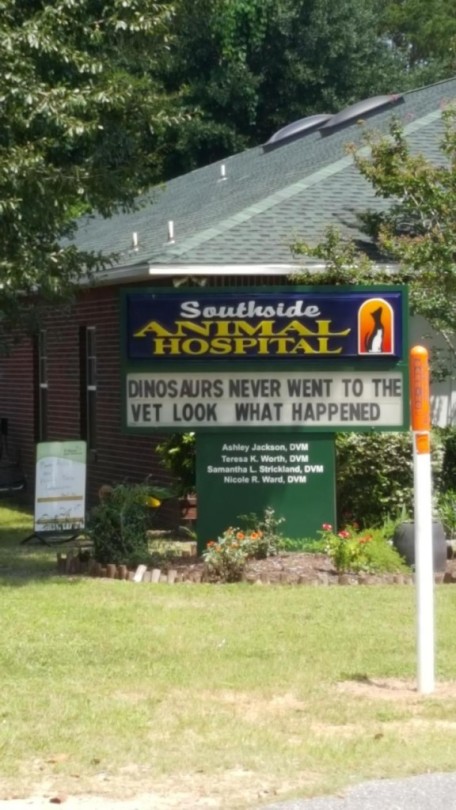 Southside
ANIMAL
HOSPITAL
DINOSAURS NEVER WENT TO THE
VET LOOK WHAT HAPPENED
Ashley Jackson, DVM
Teresa K. Worth, DVM
Samantha L. Strickland, DVM
Nicole R. Ward, DVM